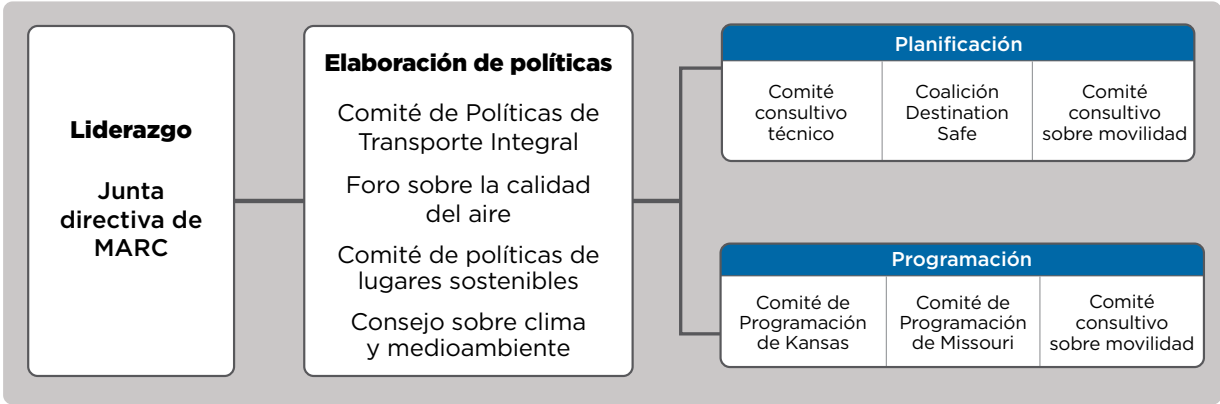 Liderazgo
Junta
directiva de
MARC
Elaboración de políticas
Comité de Políticas de
Transporte Integral
Foro sobre la calidad
del aire
Comité de políticas de
lugares sostenibles
Consejo sobre clima
y medioambiente
Planificación
Comité
consultivo
técnico
Coalición
Destination
Safe
Comité
consultivo
sobre movilidad
Programación
Comité de
Programación
de Kansas
Comité de
Programación
de Missouri
Comité
consultivo
sobre movilidad